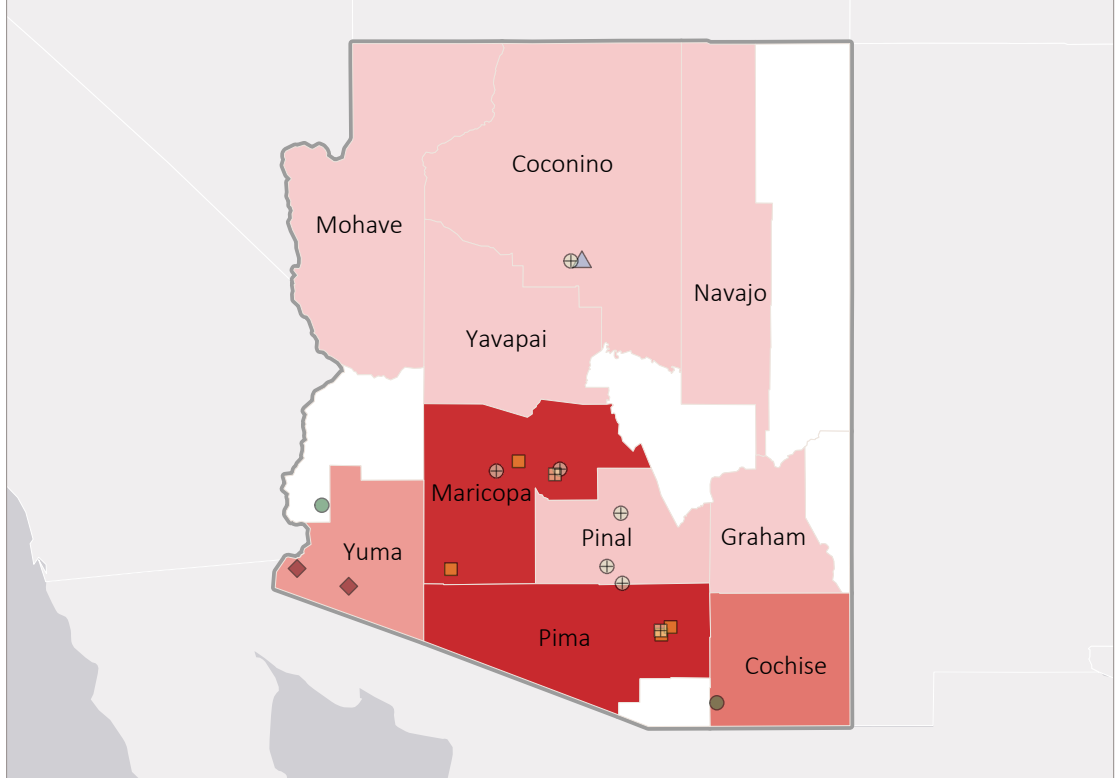 Coconino
Mohave
Navajo
Yavapai
Maricopa
Pinal
Graham
Yuma
Pima
Cochise